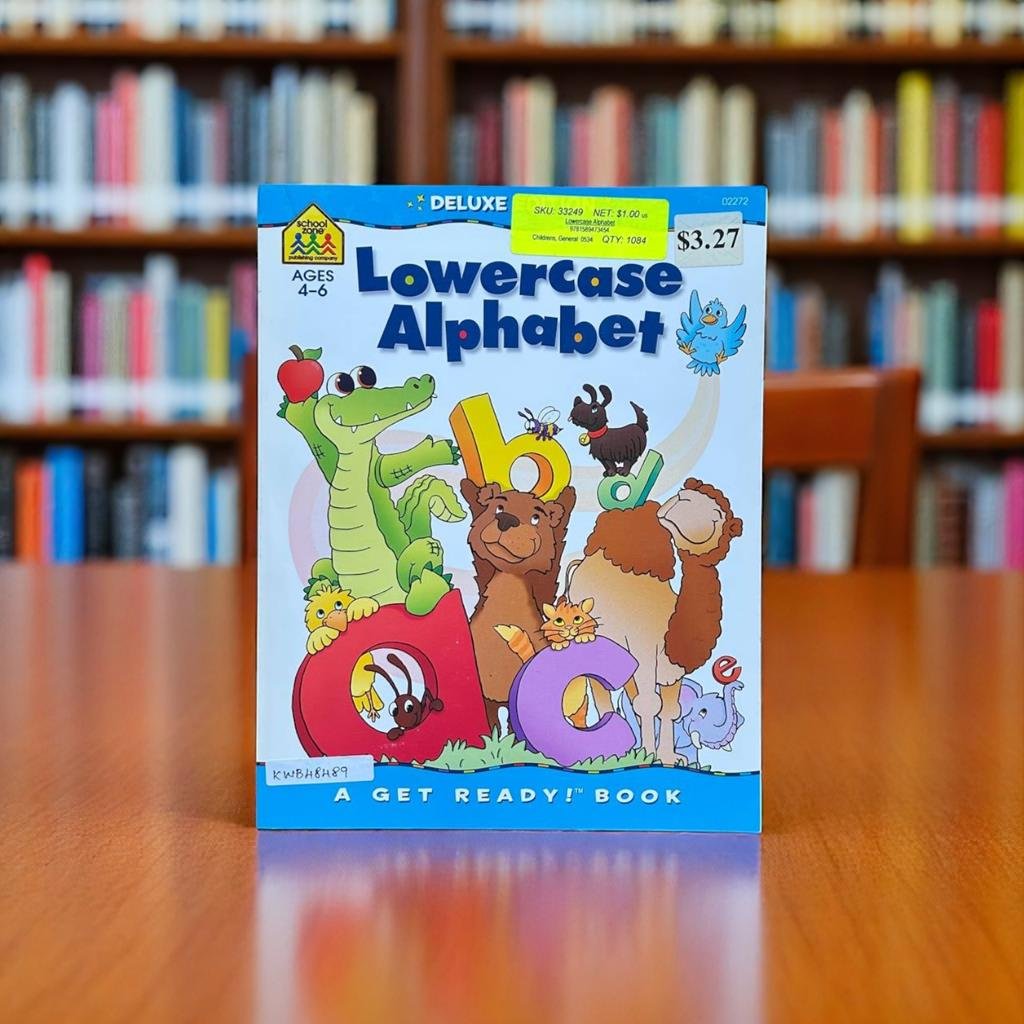 DELUXE
02272
SKU: 33249 NET: $1.00 us
Lowercase Alphabet
9781589473454
Childrens, General 0534 QTY: 1084
$3.27
school
zone
publishing company
AGES
4–6
Lowercase
Alphabet
b
d
a
c
e
KWBH8H89
A GET READY!™ BOOK